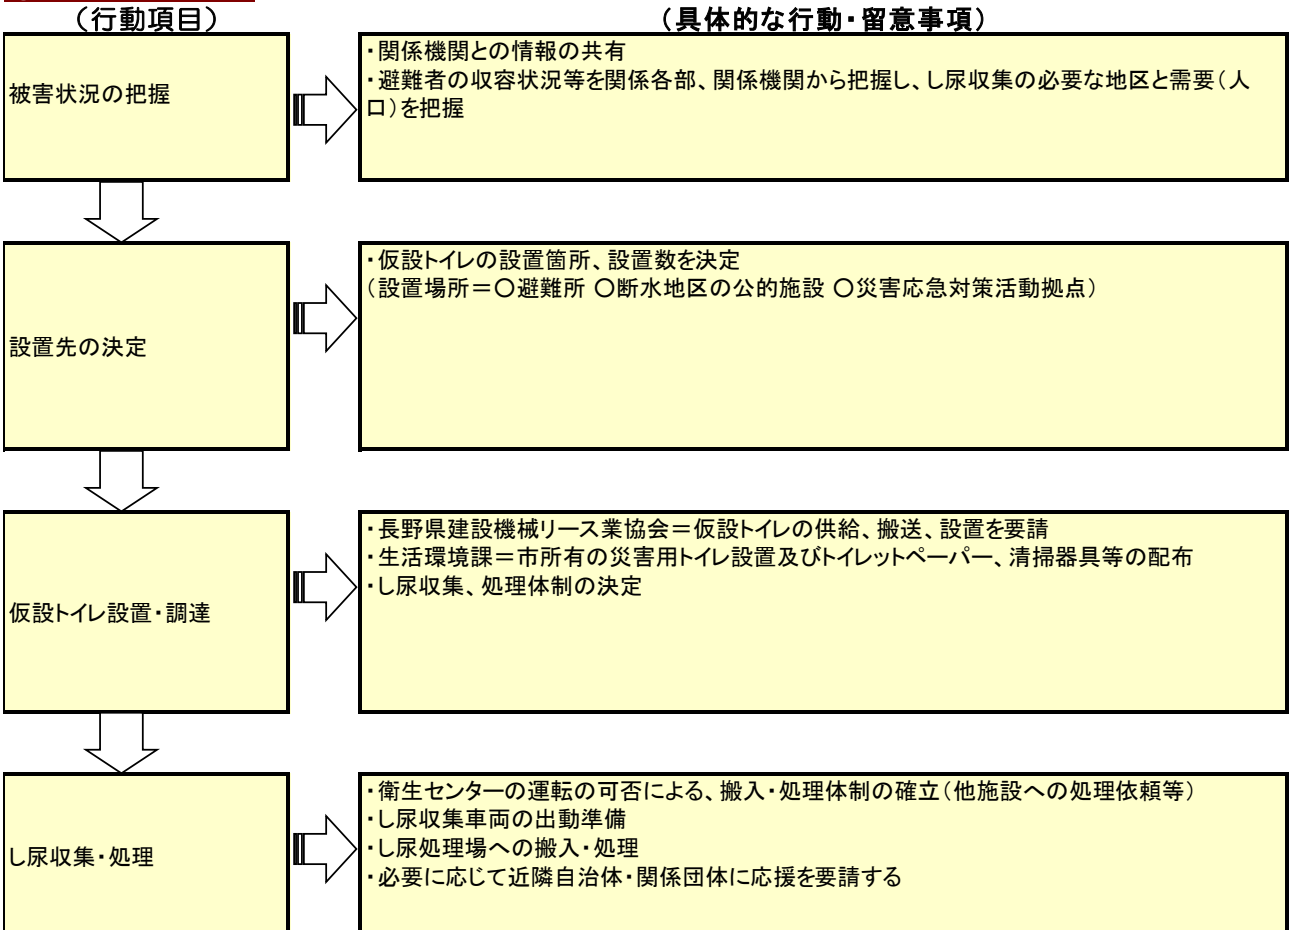 （行動項目）
（具体的な行動・留意事項）
被害状況の把握
・関係機関との情報の共有
・避難者の収容状況等を関係各部、関係機関から把握し、し尿収集の必要な地区と需要（人
口）を把握
設置先の決定
・仮設トイレの設置箇所、設置数を決定
（設置場所＝○避難所 ○断水地区の公的施設 ○災害応急対策活動拠点）
仮設トイレ設置・調達
・長野県建設機械リース業協会＝仮設トイレの供給、搬送、設置を要請
・生活環境課＝市所有の災害用トイレ設置及びトイレットペーパー、清掃器具等の配布
・し尿収集、処理体制の決定
し尿収集・処理
・衛生センターの運転の可否による、搬入・処理体制の確立（他施設への処理依頼等）
・し尿収集車両の出動準備
・し尿処理場への搬入・処理
・必要に応じて近隣自治体・関係団体に応援を要請する